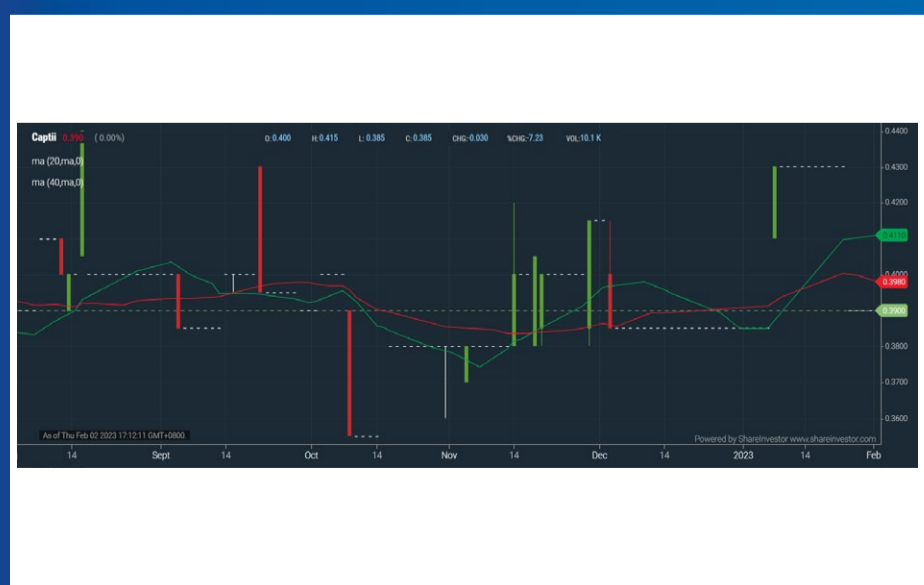 Captii 0.390 (0.00%) O:0.400 H:0.415 L:0.385 C:0.385 CHG:-0.030 %CHG:-7.23 VOL:10.1 K
ma (20,ma,0)
ma (40,ma,0)
0.4400
0.4300
0.4200
0.4110
0.4000
0.3980
0.3900
0.3800
0.3700
0.3600
As of Thu Feb 02 2023 17:12:11 GMT+0800
Powered by ShareInvestor www.shareinvestor.com
14 Sept 14 Oct 14 Nov 14 Dec 14 2023 14 Feb